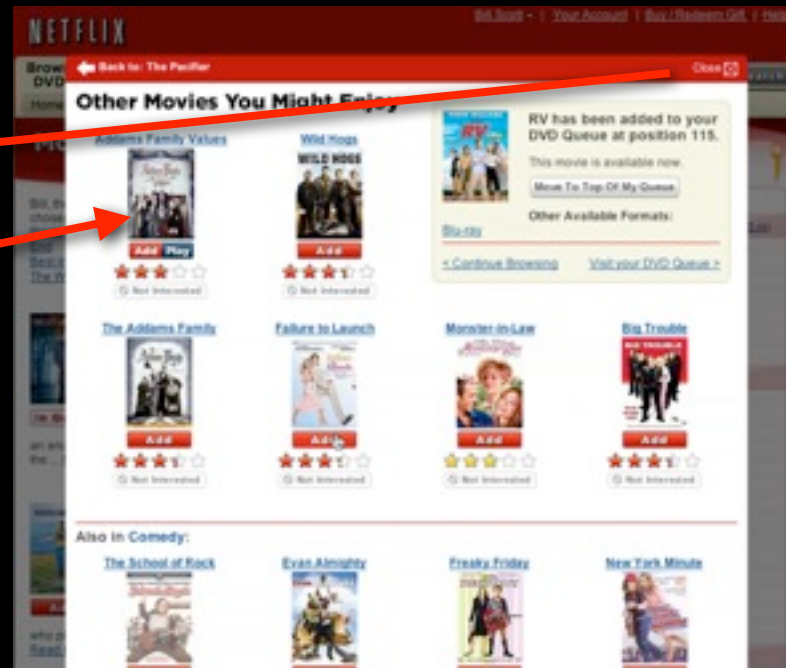 NETFLIX
Bill Scott - | Your Account | Buy / Redeem Gift | Help
Brow
DVD
Home
Back to: The Pacifier
Close
Other Movies You Might Enjoy
RV has been added to your
DVD Queue at position 115.
This movie is available now.
Move To Top Of My Queue
Other Available Formats:
Blu-ray
< Continue Browsing Visit your DVD Queue >
Addams Family Values Wild Hogs
WILD HOGS
Add Play Add
Not Interested Not Interested
The Addams Family Failure to Launch Monster-in-Law Big Trouble
BIG TROUBLE
Add Add Add Add
Not Interested Not Interested Not Interested Not Interested
Also in Comedy:
The School of Rock Evan Almighty Freaky Friday New York Minute